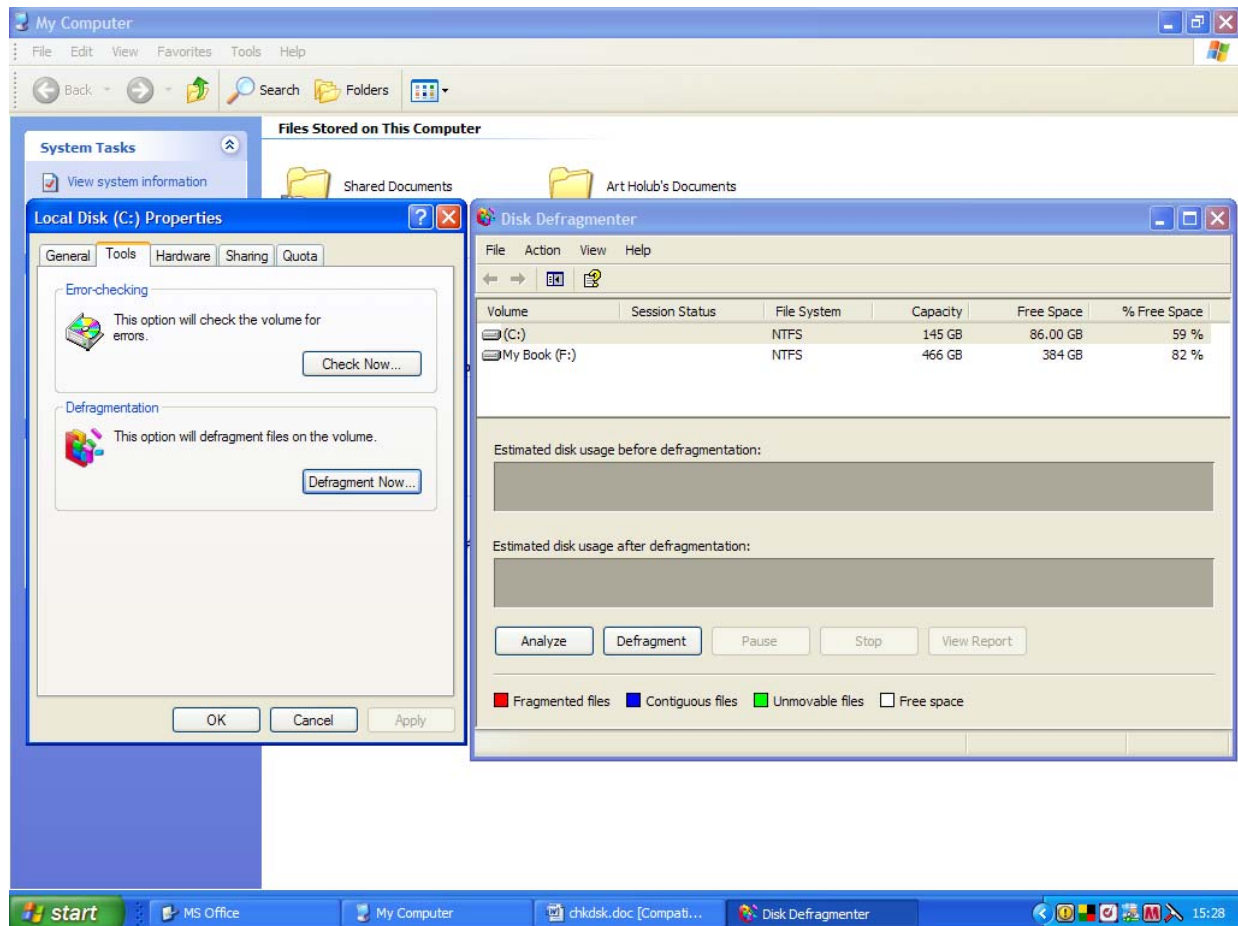 My Computer
File Edit View Favorites Tools Help
Back Search Folders
Files Stored on This Computer
System Tasks
View system information
Shared Documents
Art Holub's Documents
Local Disk (C:) Properties
General Tools Hardware Sharing Quota
Error-checking
This option will check the volume for
errors.
Check Now...
Defragmentation
This option will defragment files on the volume.
Defragment Now...
OK Cancel Apply
Disk Defragmenter
File Action View Help
Volume Session Status File System Capacity Free Space % Free Space
(C:) NTFS 145 GB 86.00 GB 59 %
My Book (F:) NTFS 466 GB 384 GB 82 %
Estimated disk usage before defragmentation:
Estimated disk usage after defragmentation:
Analyze Defragment Pause Stop View Report
Fragmented files Contiguous files Unmovable files Free space
start MS Office My Computer chkdsk.doc [Compati... Disk Defragmenter 15:28